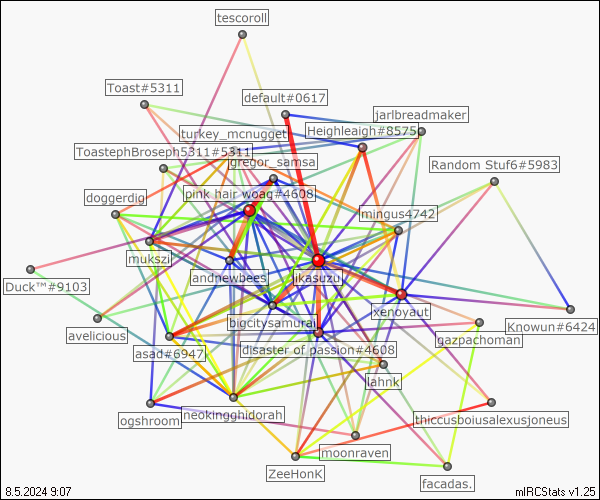 tescoroll
Toast#5311
default#0617
jarlbreadmaker
turkey_mcnugget
Heighleaigh#8575
ToastephBroseph5311#5311
gregor_samsa
Random Stuf6#5983
doggerdig
pink hair woag#4608
mingus4742
mukszi
jikasuzu
andnewbees
Duck™#9103
xenoyaut
bigcitysamurai
Knowun#6424
avelicious
gazpachoman
asad#6947
disaster of passion#4608
lahnk
neokingghidorah
ogshroom
thiccusboiusalexusjoneus
moonraven
ZeeHonK
facadas.
8.5.2024 9:07
mIRCStats v1.25